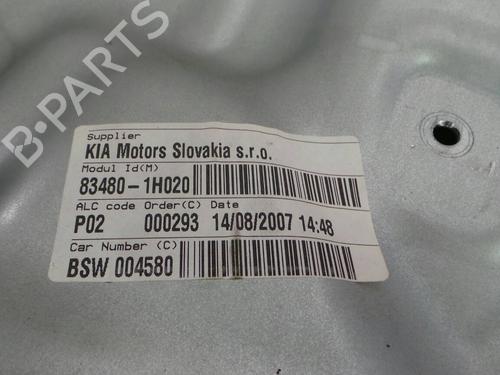 B-PARTS
Supplier
KIA Motors Slovakia s.r.o.
Modul Id(M)
83480-1H020
ALC code Order(C) Date
P02 000293 14/08/2007 14:48
Car Number (C)
BSW 004580